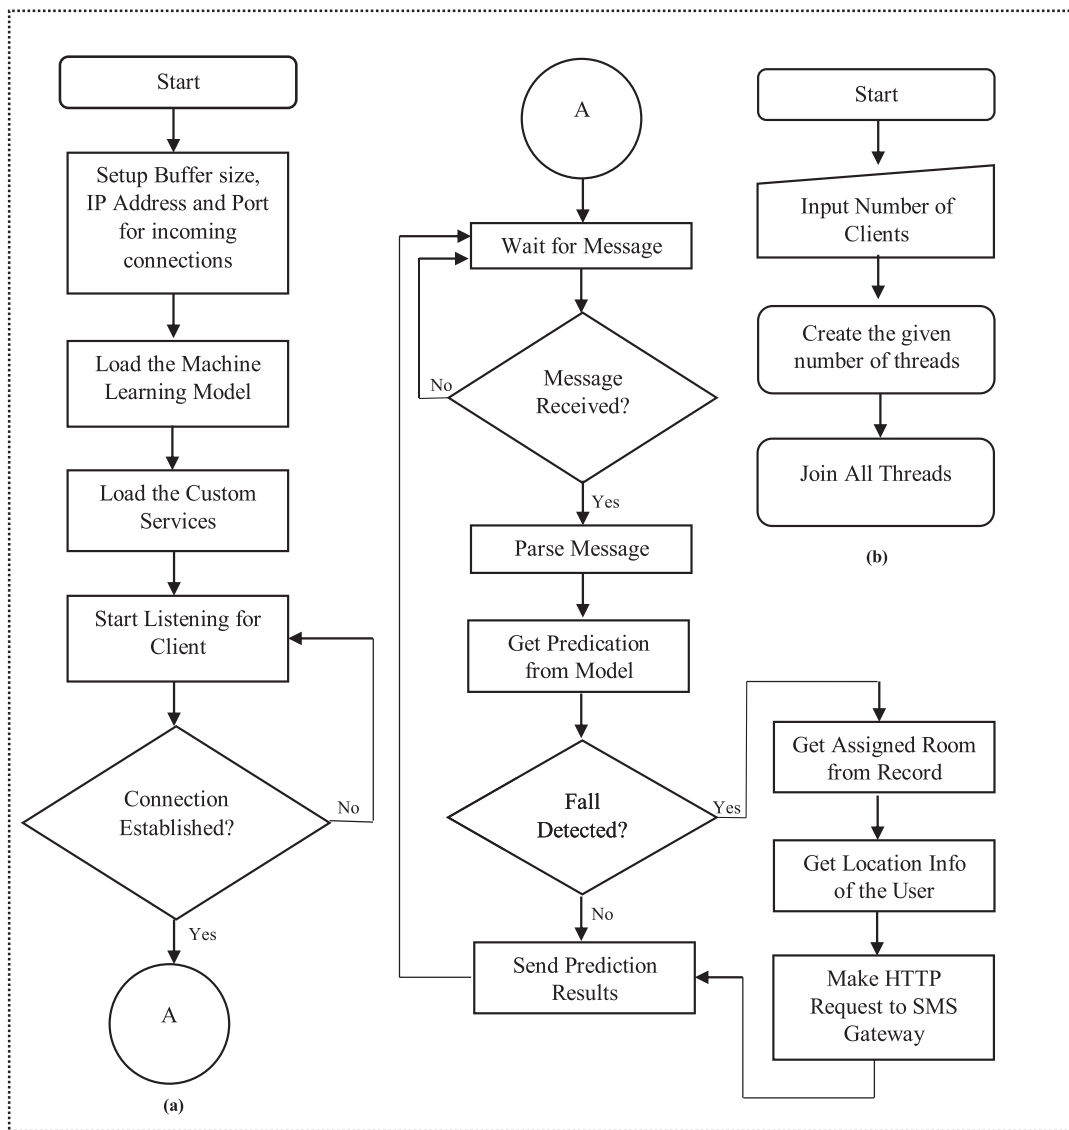 Start
Setup Buffer size,
IP Address and Port
for incoming
connections
Load the Machine
Learning Model
Load the Custom
Services
Start Listening for
Client
Connection
Established?
No
Yes
A
(a)
A
Wait for Message
Message
Received?
No
Yes
Parse Message
Get Predication
from Model
Fall
Detected?
Yes
No
Send Prediction
Results
Get Assigned Room
from Record
Get Location Info
of the User
Make HTTP
Request to SMS
Gateway
Start
Input Number of
Clients
Create the given
number of threads
Join All Threads
(b)